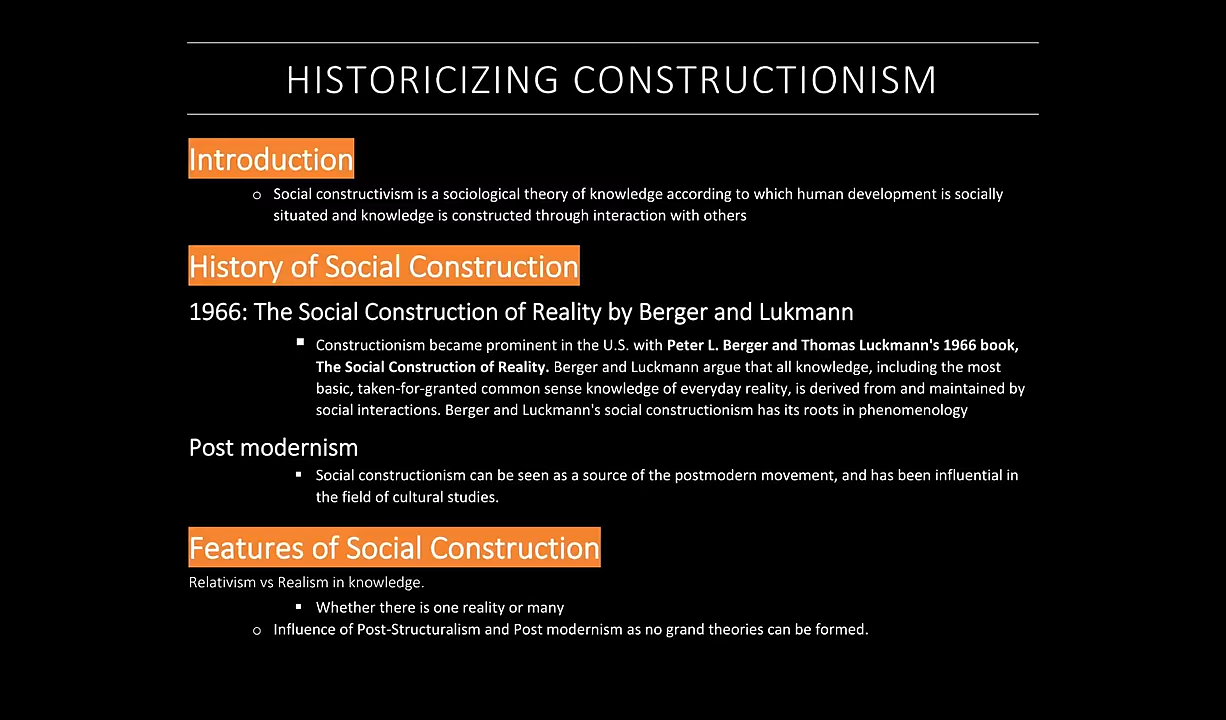 HISTORICIZING CONSTRUCTIONISM
Introduction
o Social constructivism is a sociological theory of knowledge according to which human development is socially
situated and knowledge is constructed through interaction with others
History of Social Construction
1966: The Social Construction of Reality by Berger and Lukmann
▪ Constructionism became prominent in the U.S. with Peter L. Berger and Thomas Luckmann's 1966 book,
The Social Construction of Reality. Berger and Luckmann argue that all knowledge, including the most
basic, taken-for-granted common sense knowledge of everyday reality, is derived from and maintained by
social interactions. Berger and Luckmann's social constructionism has its roots in phenomenology
Post modernism
▪ Social constructionism can be seen as a source of the postmodern movement, and has been influential in
the field of cultural studies.
Features of Social Construction
Relativism vs Realism in knowledge.
▪ Whether there is one reality or many
o Influence of Post-Structuralism and Post modernism as no grand theories can be formed.